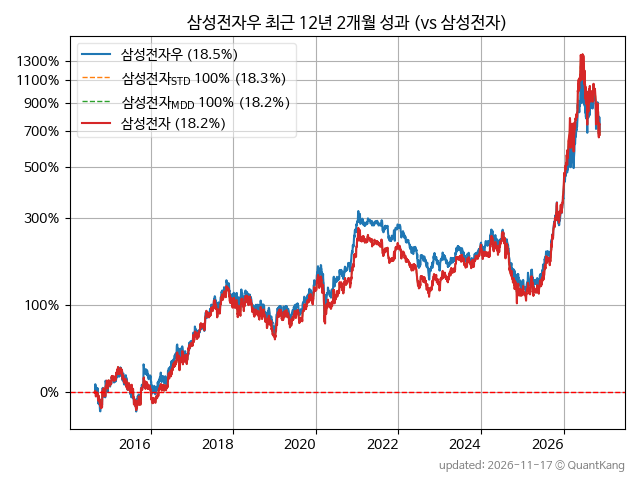 삼성전자우 최근 12년 2개월 성과 (vs 삼성전자)
삼성전자우 (18.5%)
삼성전자STD 100% (18.3%)
삼성전자MDD 100% (18.2%)
삼성전자 (18.2%)
1300%
1100%
900%
700%
500%
300%
100%
0%
2016 2018 2020 2022 2024 2026
updated: 2026-11-17 © QuantKang